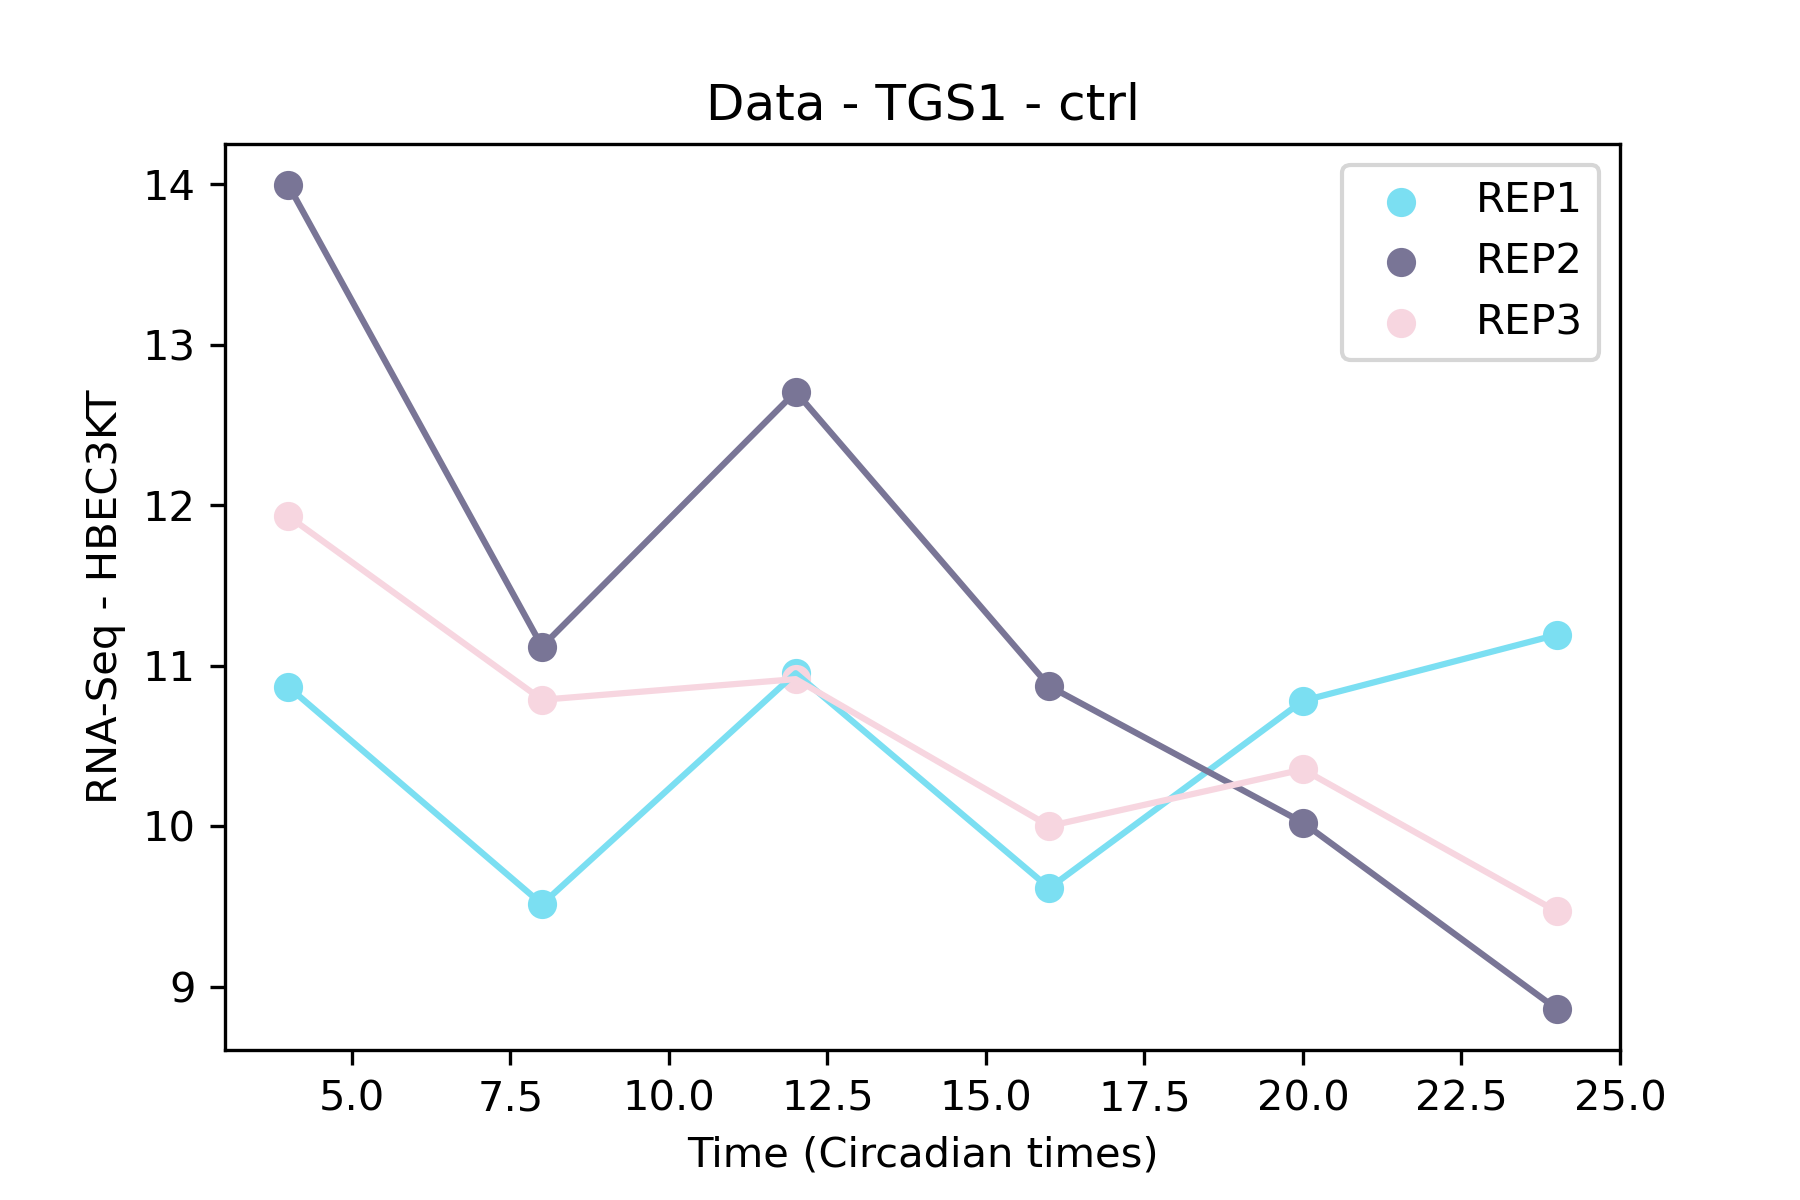 Data - TGS1 - ctrl
REP1
REP2
REP3
RNA-Seq - HBEC3KT
14
13
12
11
10
9
5.0 7.5 10.0 12.5 15.0 17.5 20.0 22.5 25.0
Time (Circadian times)